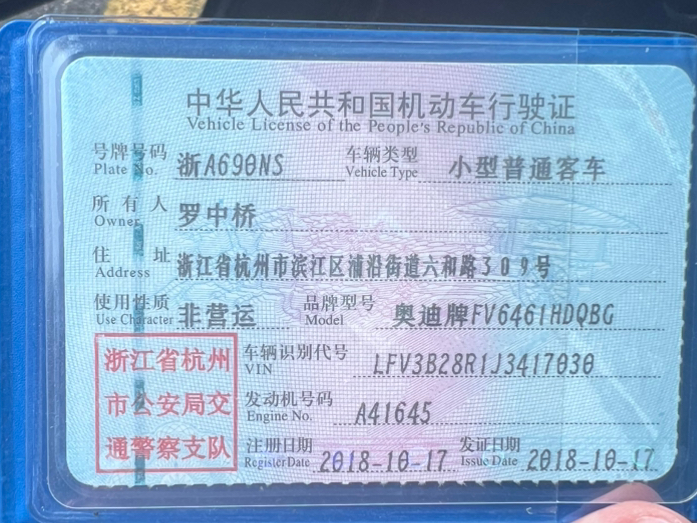 中华人民共和国机动车行驶证
Vehicle License of the People's Republic of China
号牌号码 浙A690NS 车辆类型 小型普通客车
Plate No. Vehicle Type
所有人 罗中桥
Owner
住址 浙江省杭州市滨江区浦沿街道六和路309号
Address
使用性质 非营运 品牌型号 奥迪牌FV6461HDQBG
Use Character Model
浙江省杭州
市公安局交
通警察支队
车辆识别代号 LFV3B28R1J3417030
VIN
发动机号码 A41645
Engine No.
注册日期 2018-10-17 发证日期 2018-10-17
Register Date Issue Date